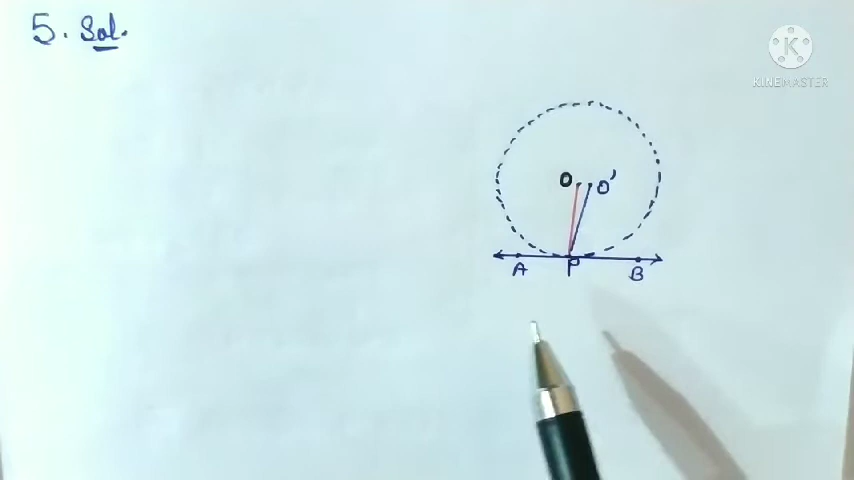 5. Sol.
K
KINEMASTER
O O'
A P B